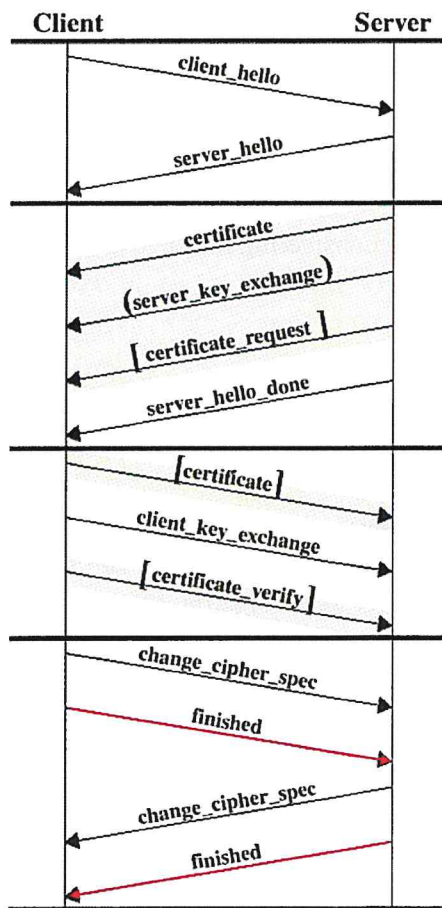 Client Server
client_hello
server_hello
certificate
(server_key_exchange)
[certificate_request]
server_hello_done
[certificate]
client_key_exchange
[certificate_verify]
change_cipher_spec
finished
change_cipher_spec
finished